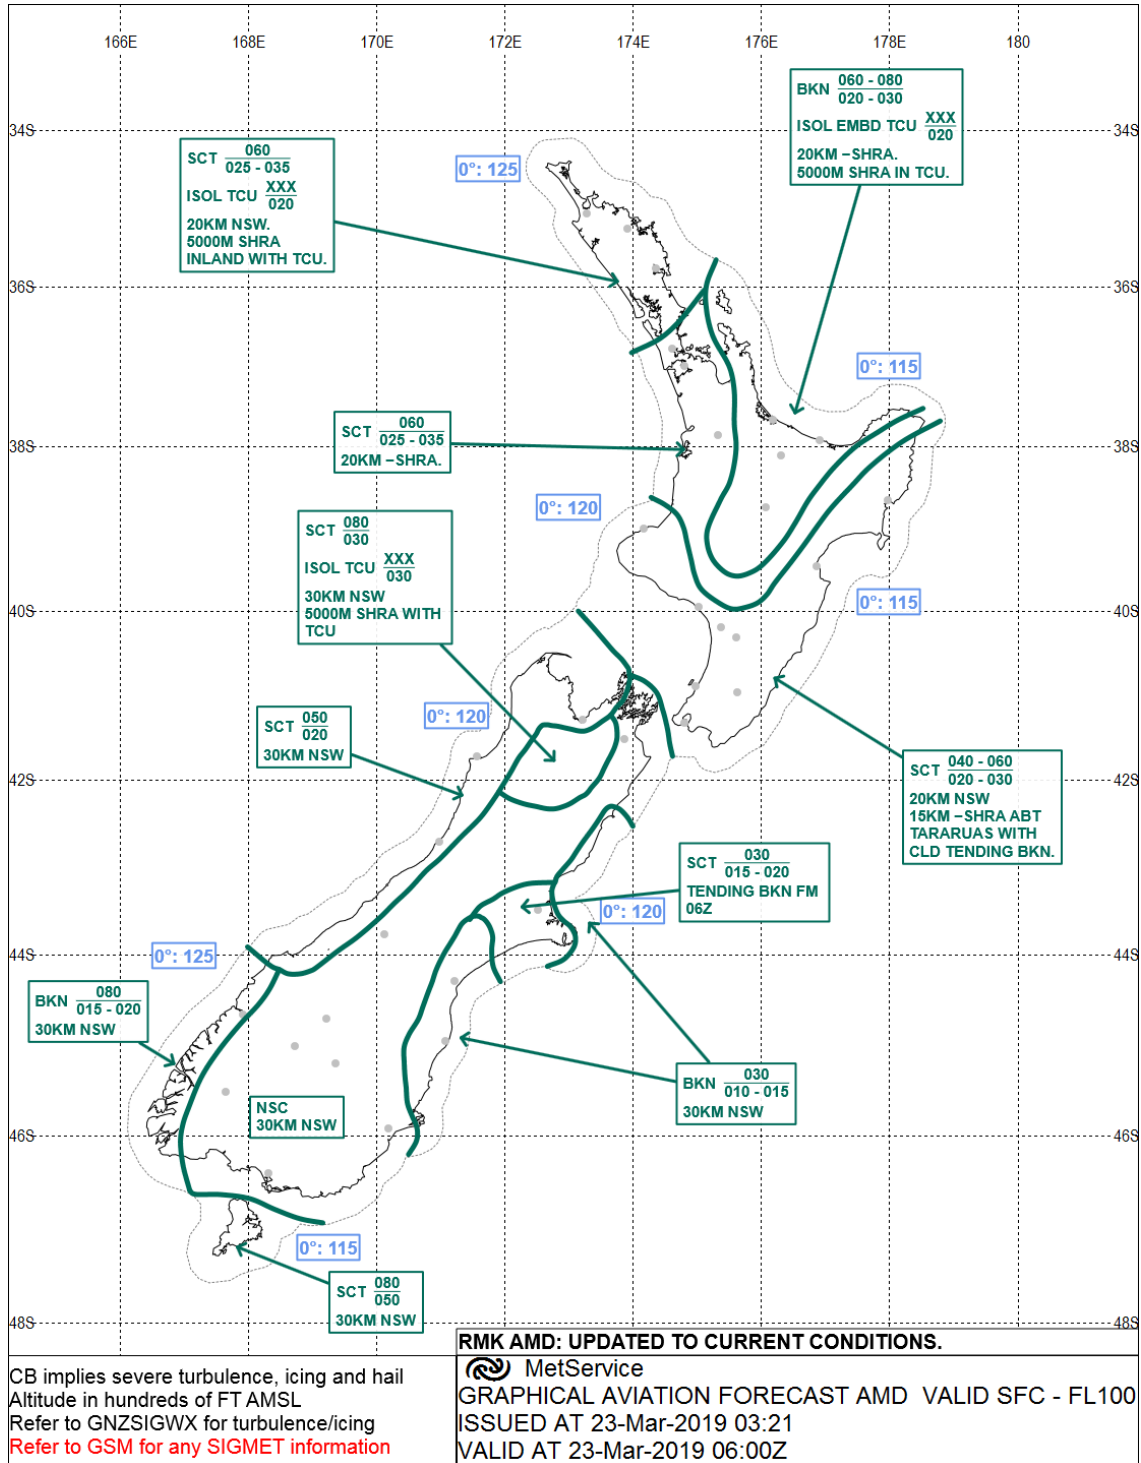 166E 168E 170E 172E 174E 176E 178E 180
34S 34S
36S 36S
38S 38S
40S 40S
42S 42S
44S 44S
46S 46S
48S 48S
BKN 060 - 080
020 - 030
ISOL EMBD TCU XXX
020
20KM –SHRA.
5000M SHRA IN TCU.
SCT 060
025 - 035
ISOL TCU XXX
020
20KM NSW.
5000M SHRA
INLAND WITH TCU.
0°: 125
0°: 115
SCT 060
025 - 035
20KM –SHRA.
0°: 120
SCT 080
030
ISOL TCU XXX
030
30KM NSW
5000M SHRA WITH
TCU
0°: 115
0°: 120
SCT 050
020
30KM NSW
SCT 040 - 060
020 - 030
20KM NSW
15KM –SHRA ABT
TARARUAS WITH
CLD TENDING BKN.
SCT 030
015 - 020
TENDING BKN FM
06Z
0°: 120
0°: 125
BKN 080
015 - 020
30KM NSW
BKN 030
010 - 015
30KM NSW
NSC
30KM NSW
0°: 115
SCT 080
050
30KM NSW
RMK AMD: UPDATED TO CURRENT CONDITIONS.
CB implies severe turbulence, icing and hail
Altitude in hundreds of FT AMSL
Refer to GNZSIGWX for turbulence/icing
Refer to GSM for any SIGMET information
MetService
GRAPHICAL AVIATION FORECAST AMD VALID SFC - FL100
ISSUED AT 23-Mar-2019 03:21
VALID AT 23-Mar-2019 06:00Z